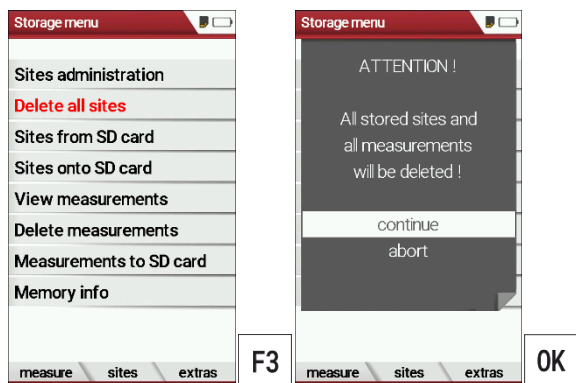 Storage menu
Sites administration
Delete all sites
Sites from SD card
Sites onto SD card
View measurements
Delete measurements
Measurements to SD card
Memory info
measure sites extras
F3
Storage menu
ATTENTION !
All stored sites and
all measurements
will be deleted !
continue
abort
measure sites extras
OK